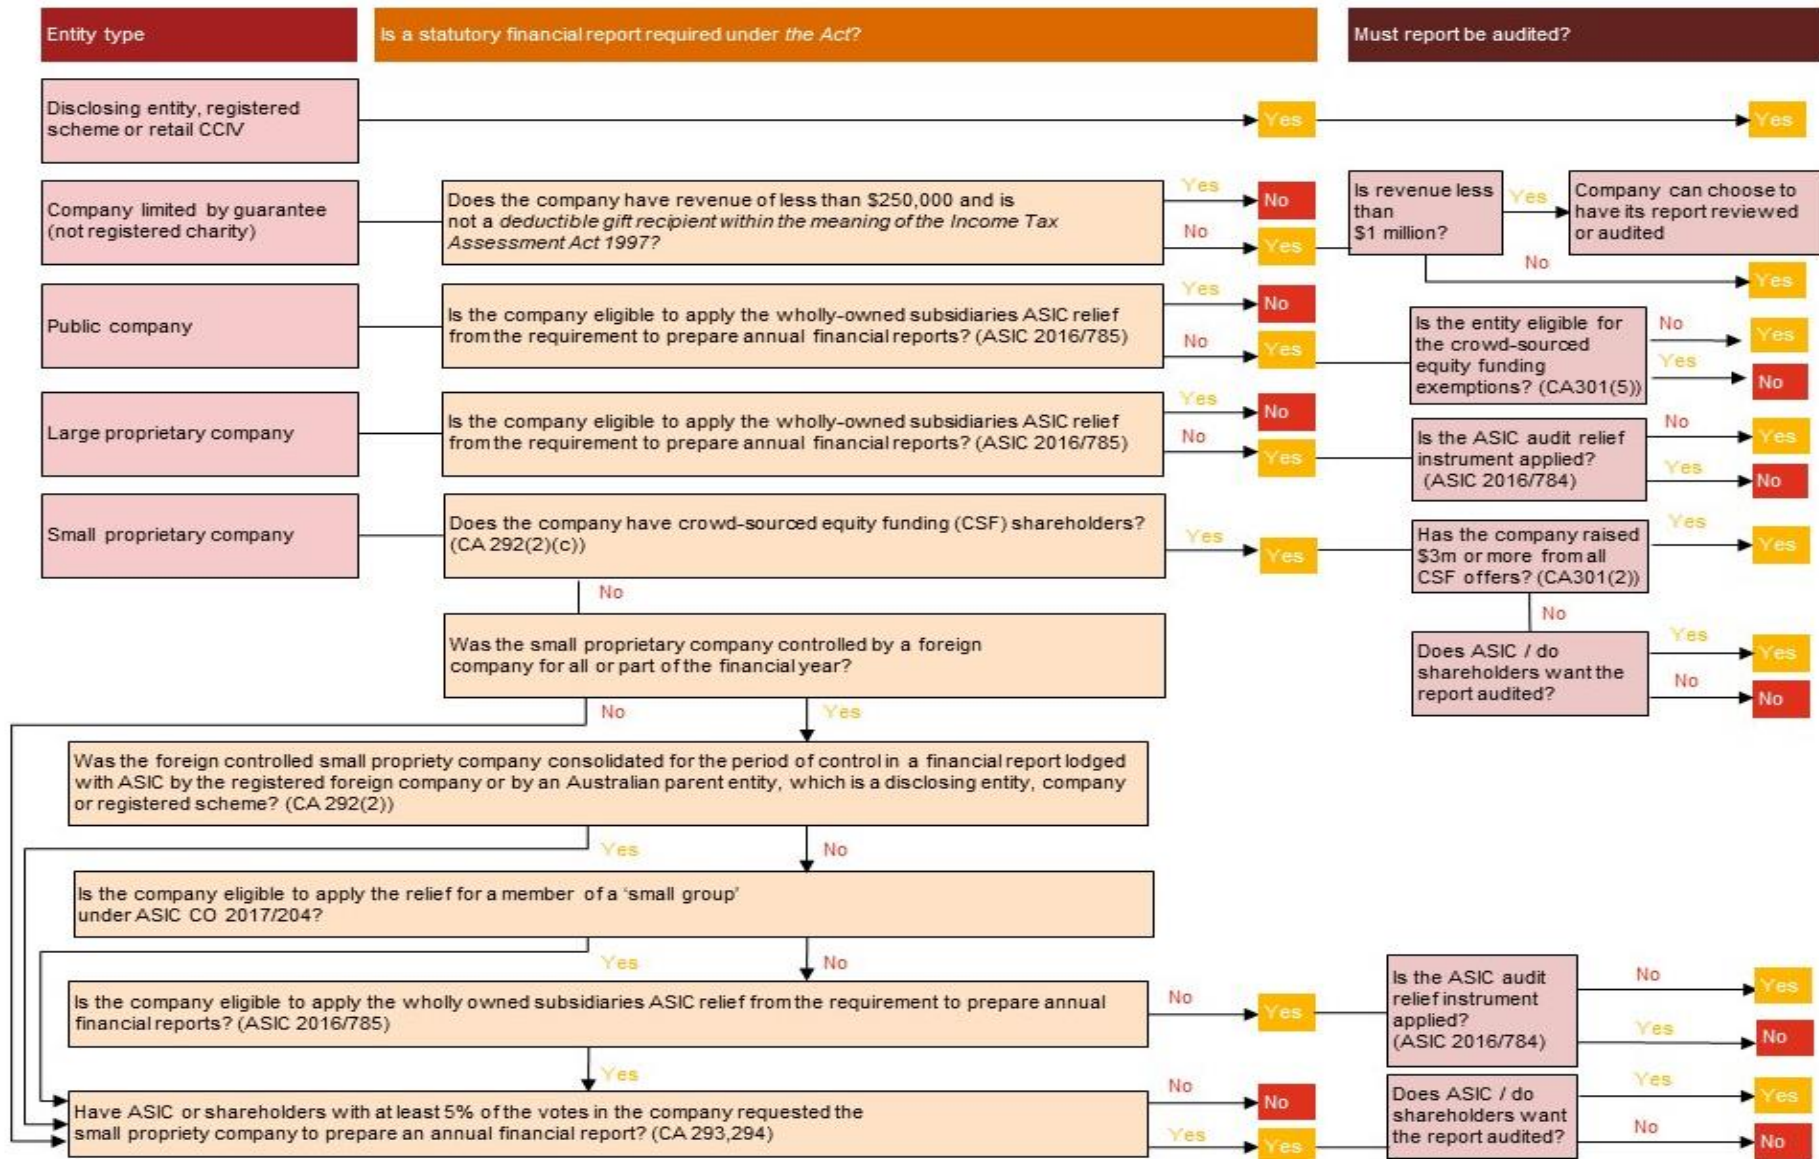 Entity type
Is a statutory financial report required under the Act?
Must report be audited?
Disclosing entity, registered
scheme or retail CCIV
Yes
Yes
Company limited by guarantee
(not registered charity)
Does the company have revenue of less than $250,000 and is
not a deductible gift recipient within the meaning of the Income Tax
Assessment Act 1997?
Yes
No
No
Yes
Is revenue less
than
$1 million?
Yes
Company can choose to
have its report reviewed
or audited
No
Yes
Public company
Is the company eligible to apply the wholly-owned subsidiaries ASIC relief
from the requirement to prepare annual financial reports? (ASIC 2016/785)
Yes
No
No
Yes
Is the entity eligible for
the crowd-sourced
equity funding
exemptions? (CA301(5))
No
Yes
Yes
No
Large proprietary company
Is the company eligible to apply the wholly-owned subsidiaries ASIC relief
from the requirement to prepare annual financial reports? (ASIC 2016/785)
Yes
No
No
Yes
Is the ASIC audit relief
instrument applied?
(ASIC 2016/784)
No
Yes
Yes
No
Small proprietary company
Does the company have crowd-sourced equity funding (CSF) shareholders?
(CA 292(2)(c))
Yes
Yes
Has the company raised
$3m or more from all
CSF offers? (CA301(2))
Yes
Yes
No
No
Was the small proprietary company controlled by a foreign
company for all or part of the financial year?
Does ASIC / do
shareholders want the
report audited?
Yes
Yes
No
No
No
Yes
Was the foreign controlled small propriety company consolidated for the period of control in a financial report lodged
with ASIC by the registered foreign company or by an Australian parent entity, which is a disclosing entity, company
or registered scheme? (CA 292(2))
Yes
No
Is the company eligible to apply the relief for a member of a ‘small group’
under ASIC CO 2017/204?
Yes
No
Is the company eligible to apply the wholly owned subsidiaries ASIC relief from the requirement to prepare annual
financial reports? (ASIC 2016/785)
No
Yes
Is the ASIC audit
relief instrument
applied?
(ASIC 2016/784)
No
Yes
Yes
No
Yes
Have ASIC or shareholders with at least 5% of the votes in the company requested the
small propriety company to prepare an annual financial report? (CA 293,294)
No
No
Yes
Yes
Does ASIC / do
shareholders want
the report audited?
Yes
Yes
No
No